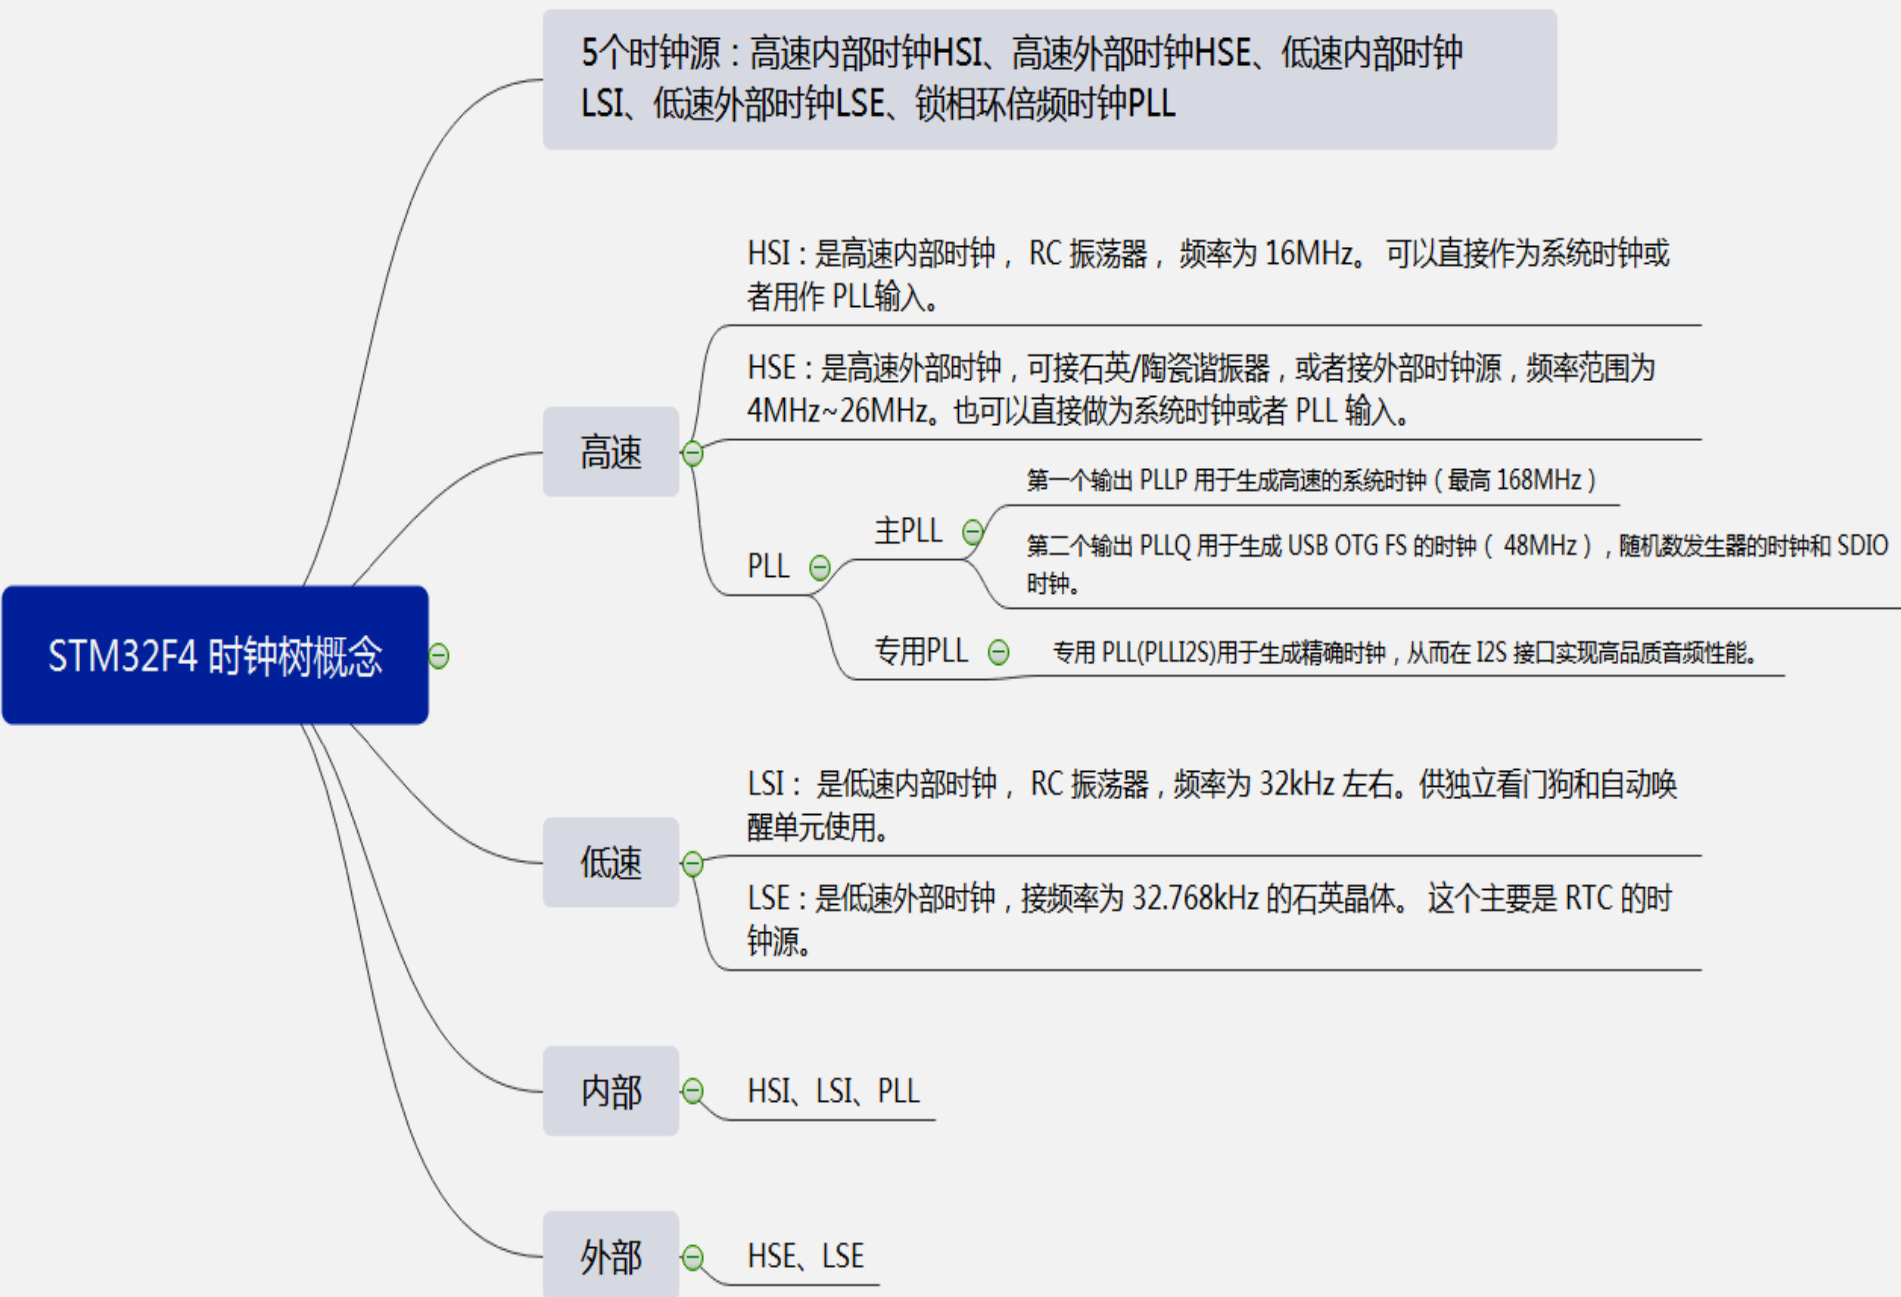 5个时钟源：高速内部时钟HSI、高速外部时钟HSE、低速内部时钟
LSI、低速外部时钟LSE、锁相环倍频时钟PLL
HSI：是高速内部时钟， RC 振荡器， 频率为 16MHz。 可以直接作为系统时钟或
者用作 PLL输入。
HSE：是高速外部时钟，可接石英/陶瓷谐振器，或者接外部时钟源，频率范围为
4MHz~26MHz。也可以直接做为系统时钟或者 PLL 输入。
高速
第一个输出 PLLP 用于生成高速的系统时钟（最高 168MHz）
主PLL
第二个输出 PLLQ 用于生成 USB OTG FS 的时钟（ 48MHz），随机数发生器的时钟和 SDIO
时钟。
PLL
专用PLL
专用 PLL(PLLI2S)用于生成精确时钟，从而在 I2S 接口实现高品质音频性能。
STM32F4 时钟树概念
LSI： 是低速内部时钟， RC 振荡器，频率为 32kHz 左右。供独立看门狗和自动唤
醒单元使用。
低速
LSE：是低速外部时钟，接频率为 32.768kHz 的石英晶体。 这个主要是 RTC 的时
钟源。
内部
HSI、LSI、PLL
外部
HSE、LSE